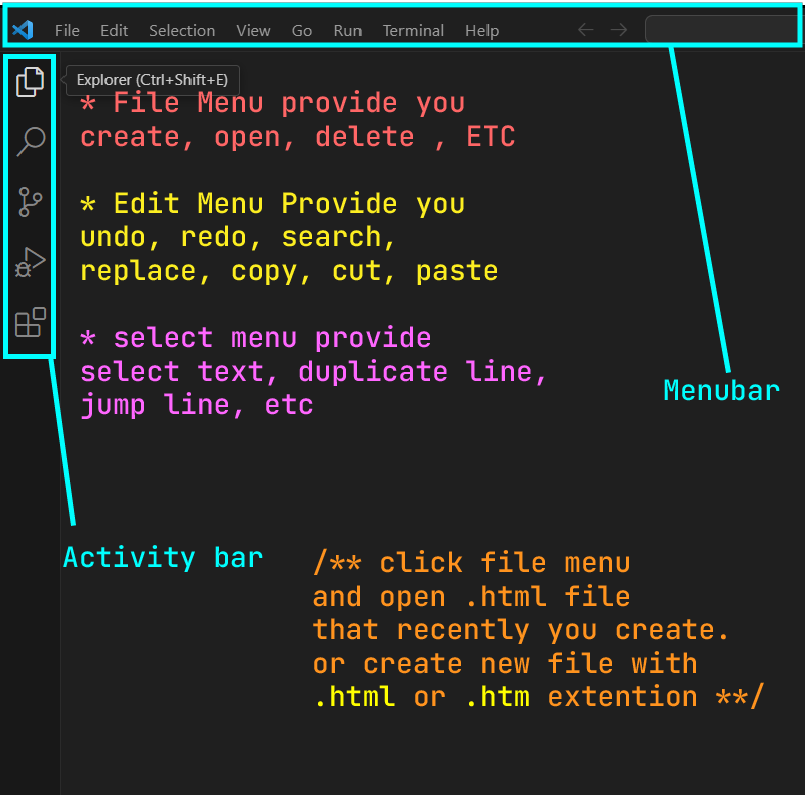 File Edit Selection View Go Run Terminal Help
Explorer (Ctrl+Shift+E)
* File Menu provide you
create, open, delete , ETC
* Edit Menu Provide you
undo, redo, search,
replace, copy, cut, paste
* select menu provide
select text, duplicate line,
jump line, etc
Menubar
Activity bar
/** click file menu
and open .html file
that recently you create.
or create new file with
.html or .htm extention **/